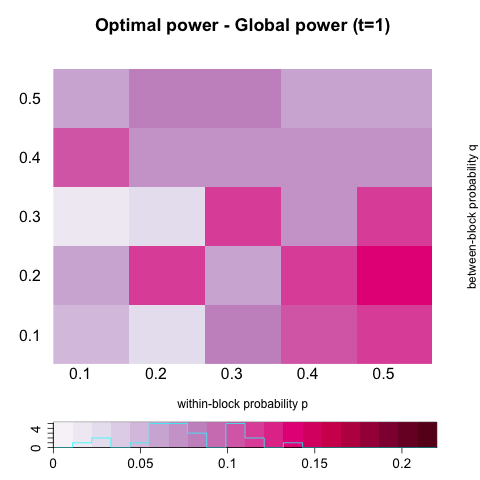 Optimal power - Global power (t=1)
0.5
0.4
0.3
0.2
0.1
between-block probability q
0.1 0.2 0.3 0.4 0.5
within-block probability p
0 4
0 0.05 0.1 0.15 0.2